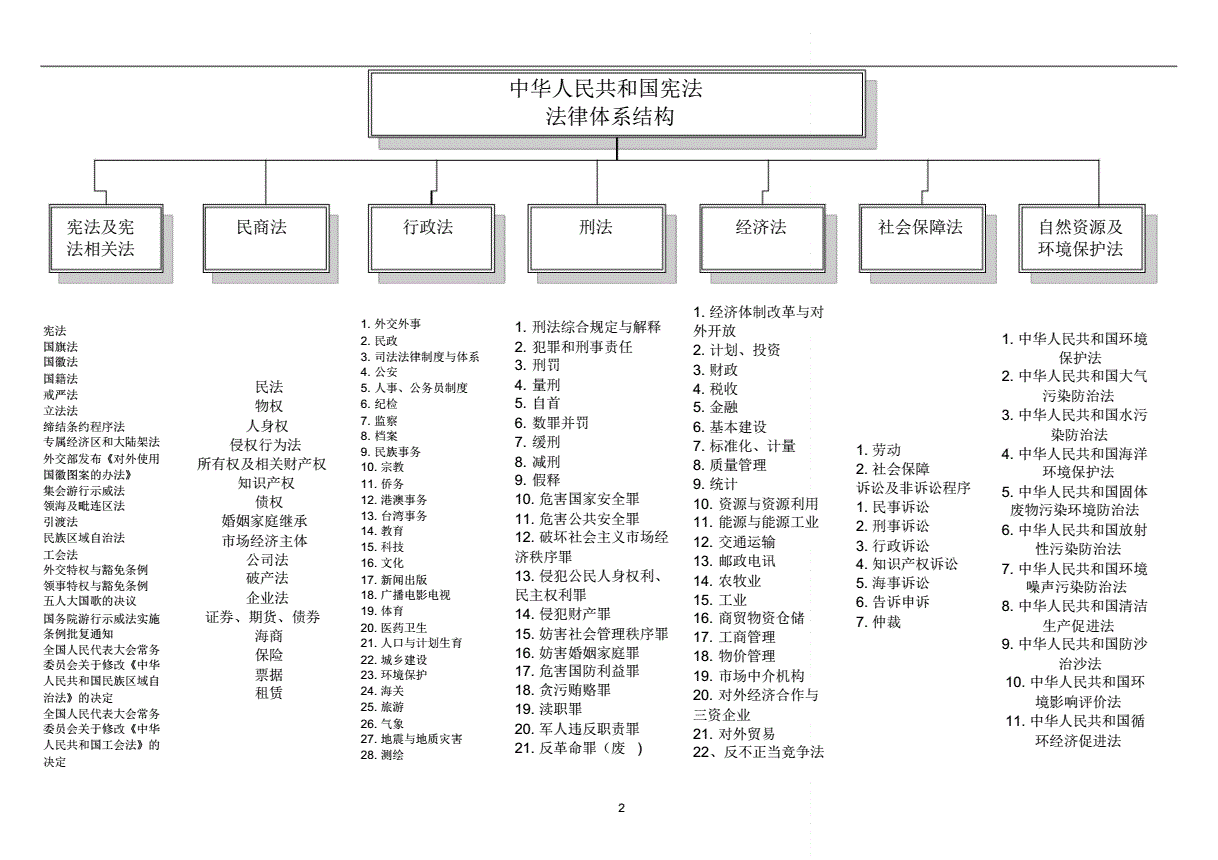 中华人民共和国宪法
法律体系结构
宪法及宪
法相关法
民商法
行政法
刑法
经济法
社会保障法
自然资源及
环境保护法
宪法
国旗法
国徽法
国籍法
戒严法
立法法
缔结条约程序法
专属经济区和大陆架法
外交部发布《对外使用
国徽图案的办法》
集会游行示威法
领海及毗连区法
引渡法
民族区域自治法
工会法
外交特权与豁免条例
领事特权与豁免条例
五人大国歌的决议
国务院游行示威法实施
条例批复通知
全国人民代表大会常务
委员会关于修改《中华
人民共和国民族区域自
治法》的决定
全国人民代表大会常务
委员会关于修改《中华
人民共和国工会法》的
决定
民法
物权
人身权
侵权行为法
所有权及相关财产权
知识产权
债权
婚姻家庭继承
市场经济主体
公司法
破产法
企业法
证券、期货、债券
海商
保险
票据
租赁
1. 外交外事
2. 民政
3. 司法法律制度与体系
4. 公安
5. 人事、公务员制度
6. 纪检
7. 监察
8. 档案
9. 民族事务
10. 宗教
11. 侨务
12. 港澳事务
13. 台湾事务
14. 教育
15. 科技
16. 文化
17. 新闻出版
18. 广播电影电视
19. 体育
20. 医药卫生
21. 人口与计划生育
22. 城乡建设
23. 环境保护
24. 海关
25. 旅游
26. 气象
27. 地震与地质灾害
28. 测绘
1. 刑法综合规定与解释
2. 犯罪和刑事责任
3. 刑罚
4. 量刑
5. 自首
6. 数罪并罚
7. 缓刑
8. 减刑
9. 假释
10. 危害国家安全罪
11. 危害公共安全罪
12. 破坏社会主义市场经
济秩序罪
13. 侵犯公民人身权利、
民主权利罪
14. 侵犯财产罪
15. 妨害社会管理秩序罪
16. 妨害婚姻家庭罪
17. 危害国防利益罪
18. 贪污贿赂罪
19. 渎职罪
20. 军人违反职责罪
21. 反革命罪（废 )
1. 经济体制改革与对
外开放
2. 计划、投资
3. 财政
4. 税收
5. 金融
6. 基本建设
7. 标准化、计量
8. 质量管理
9. 统计
10. 资源与资源利用
11. 能源与能源工业
12. 交通运输
13. 邮政电讯
14. 农牧业
15. 工业
16. 商贸物资仓储
17. 工商管理
18. 物价管理
19. 市场中介机构
20. 对外经济合作与
三资企业
21. 对外贸易
22、反不正当竞争法
1. 劳动
2. 社会保障
诉讼及非诉讼程序
1. 民事诉讼
2. 刑事诉讼
3. 行政诉讼
4. 知识产权诉讼
5. 海事诉讼
6. 告诉申诉
7. 仲裁
1. 中华人民共和国环境
保护法
2. 中华人民共和国大气
污染防治法
3. 中华人民共和国水污
染防治法
4. 中华人民共和国海洋
环境保护法
5. 中华人民共和国固体
废物污染环境防治法
6. 中华人民共和国放射
性污染防治法
7. 中华人民共和国环境
噪声污染防治法
8. 中华人民共和国清洁
生产促进法
9. 中华人民共和国防沙
治沙法
10. 中华人民共和国环
境影响评价法
11. 中华人民共和国循
环经济促进法
2